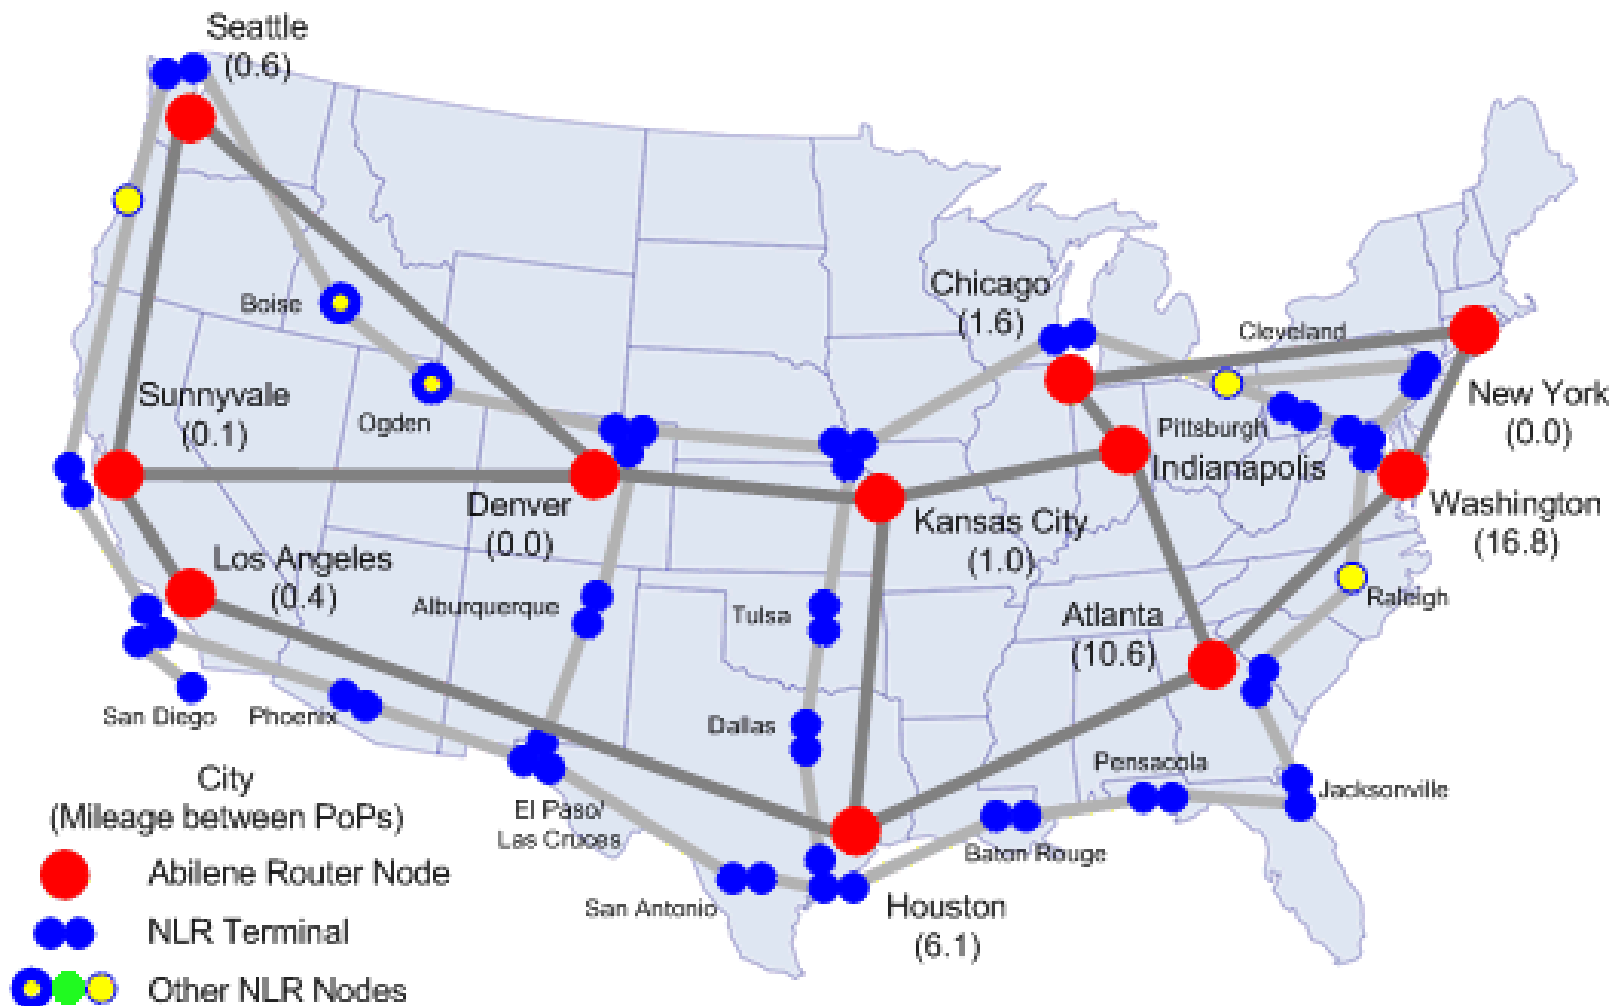 Seattle
(0.6)
Boise
Ogden
Sunnyvale
(0.1)
Denver
(0.0)
Los Angeles
(0.4)
Alburquerque
San Diego
Phoenix
El Paso/
Las Cruces
Chicago
(1.6)
Cleveland
New York
(0.0)
Pittsburgh
Indianapolis
Washington
(16.8)
Kansas City
(1.0)
Raleigh
Tulsa
Atlanta
(10.6)
Dallas
Pensacola
Jacksonville
Baton Rouge
San Antonio
Houston
(6.1)
City
(Mileage between PoPs)
Abilene Router Node
NLR Terminal
Other NLR Nodes